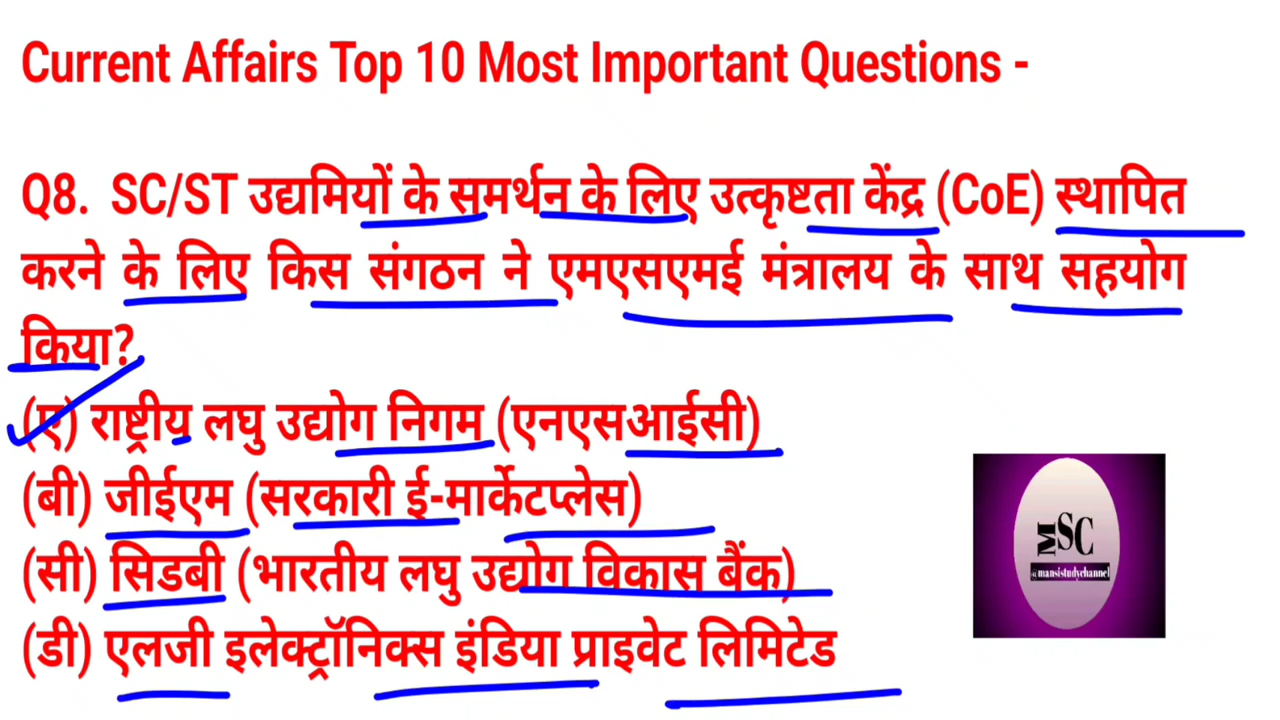 Current Affairs Top 10 Most Important Questions -
Q8. SC/ST उद्यमियों के समर्थन के लिए उत्कृष्टता केंद्र (CoE) स्थापित
करने के लिए किस संगठन ने एमएसएमई मंत्रालय के साथ सहयोग
किया?
(ए) राष्ट्रीय लघु उद्योग निगम (एनएसआईसी)
(बी) जीईएम (सरकारी ई-मार्केटप्लेस)
(सी) सिडबी (भारतीय लघु उद्योग विकास बैंक)
(डी) एलजी इलेक्ट्रॉनिक्स इंडिया प्राइवेट लिमिटेड
MSC
mansistudychannel